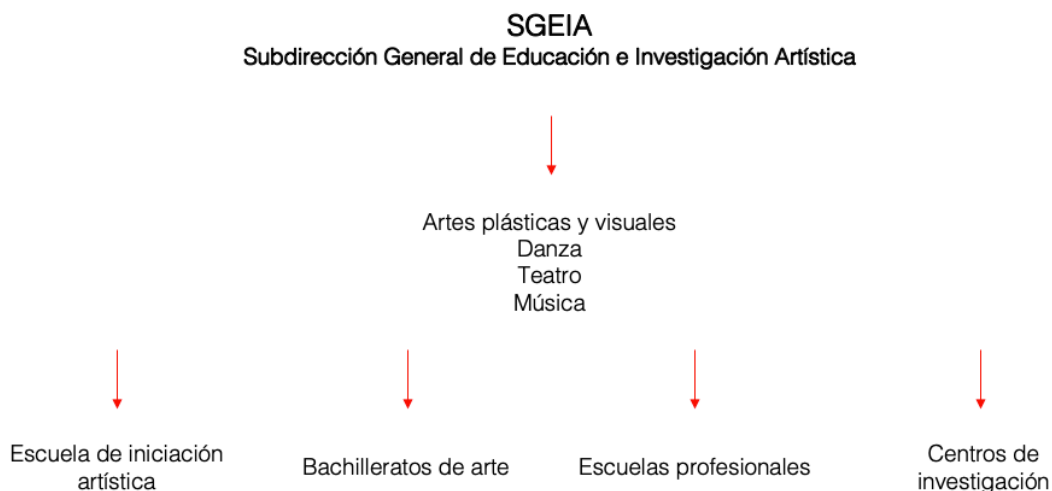 SGEIA
Subdirección General de Educación e Investigación Artística
Artes plásticas y visuales
Danza
Teatro
Música
Escuela de iniciación
artística
Bachilleratos de arte
Escuelas profesionales
Centros de
investigación